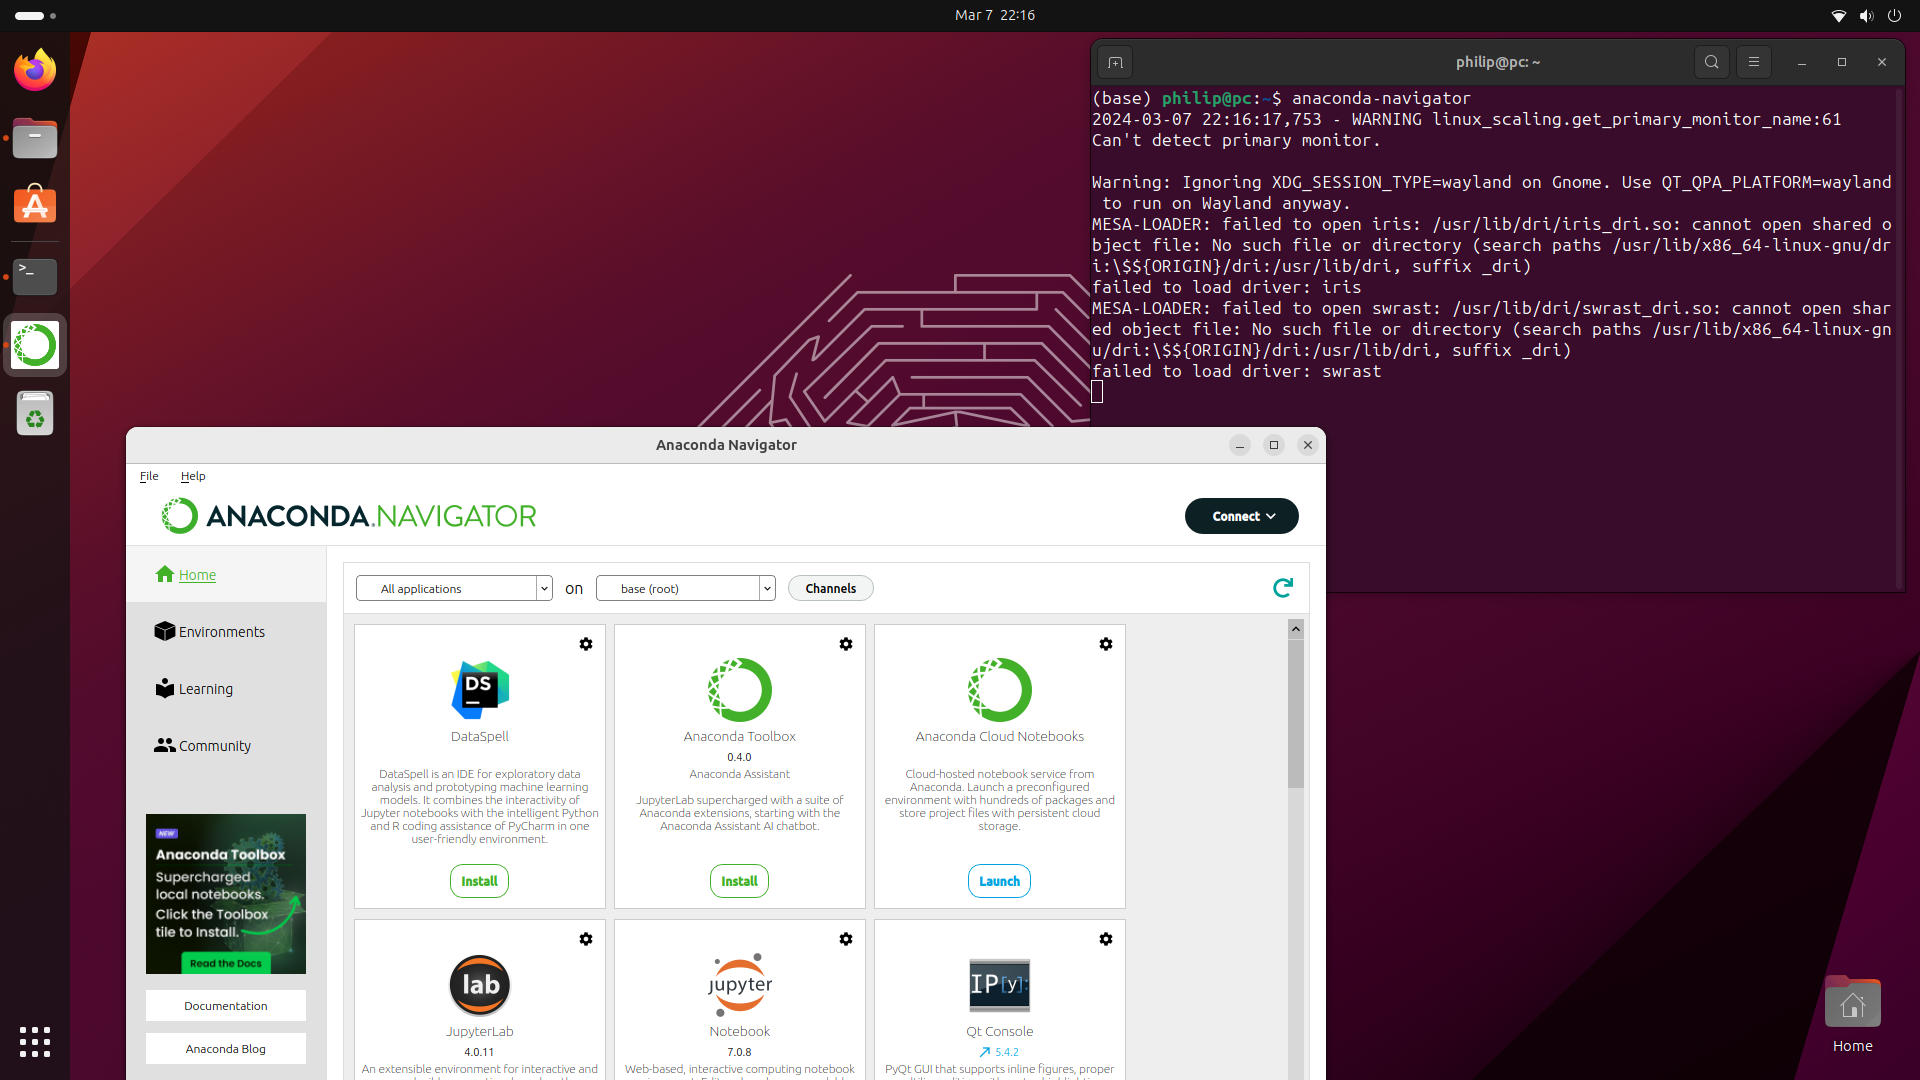 Mar 7 22:16
philip@pc: ~
(base) philip@pc:~$ anaconda-navigator
2024-03-07 22:16:17,753 - WARNING linux_scaling.get_primary_monitor_name:61
Can't detect primary monitor.
Warning: Ignoring XDG_SESSION_TYPE=wayland on Gnome. Use QT_QPA_PLATFORM=wayland
to run on Wayland anyway.
MESA-LOADER: failed to open iris: /usr/lib/dri/iris_dri.so: cannot open shared o
bject file: No such file or directory (search paths /usr/lib/x86_64-linux-gnu/dr
i:\$${ORIGIN}/dri:/usr/lib/dri, suffix _dri)
failed to load driver: iris
MESA-LOADER: failed to open swrast: /usr/lib/dri/swrast_dri.so: cannot open shar
ed object file: No such file or directory (search paths /usr/lib/x86_64-linux-gn
u/dri:\$${ORIGIN}/dri:/usr/lib/dri, suffix _dri)
failed to load driver: swrast
Anaconda Navigator
File Help
ANACONDA.NAVIGATOR
Connect
Home
Environments
Learning
Community
NEW
Anaconda Toolbox
Supercharged
local notebooks.
Click the Toolbox
tile to Install.
Read the Docs
Documentation
Anaconda Blog
All applications on base (root) Channels
DS
DataSpell
DataSpell is an IDE for exploratory data
analysis and prototyping machine learning
models. It combines the interactivity of
Jupyter notebooks with the intelligent Python
and R coding assistance of PyCharm in one
user-friendly environment.
Install
Anaconda Toolbox
0.4.0
Anaconda Assistant
JupyterLab supercharged with a suite of
Anaconda extensions, starting with the
Anaconda Assistant AI chatbot.
Install
Anaconda Cloud Notebooks
Cloud-hosted notebook service from
Anaconda. Launch a preconfigured
environment with hundreds of packages and
store project files with persistent cloud
storage.
Launch
lab
JupyterLab
4.0.11
An extensible environment for interactive and
jupyter
Notebook
7.0.8
Web-based, interactive computing notebook
IP[y]:
Qt Console
5.4.2
PyQt GUI that supports inline figures, proper
Home